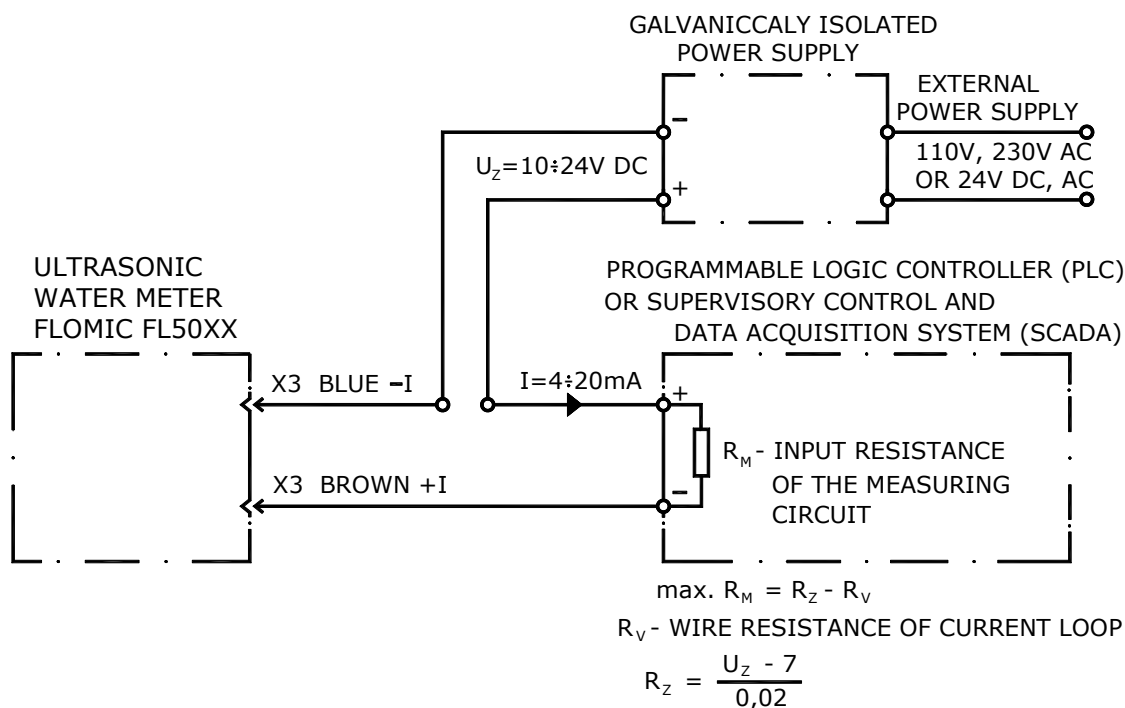 GALVANICCALY ISOLATED
POWER SUPPLY
EXTERNAL
POWER SUPPLY
−
U_Z=10÷24V DC
110V, 230V AC
OR 24V DC, AC
+
ULTRASONIC
WATER METER
FLOMIC FL50XX
PROGRAMMABLE LOGIC CONTROLLER (PLC)
OR SUPERVISORY CONTROL AND
DATA ACQUISITION SYSTEM (SCADA)
X3 BLUE −I
I=4÷20mA
+
R_M - INPUT RESISTANCE
OF THE MEASURING
CIRCUIT
X3 BROWN +I
−
max. R_M = R_Z - R_V
R_V - WIRE RESISTANCE OF CURRENT LOOP
R_Z = U_Z - 7
0,02